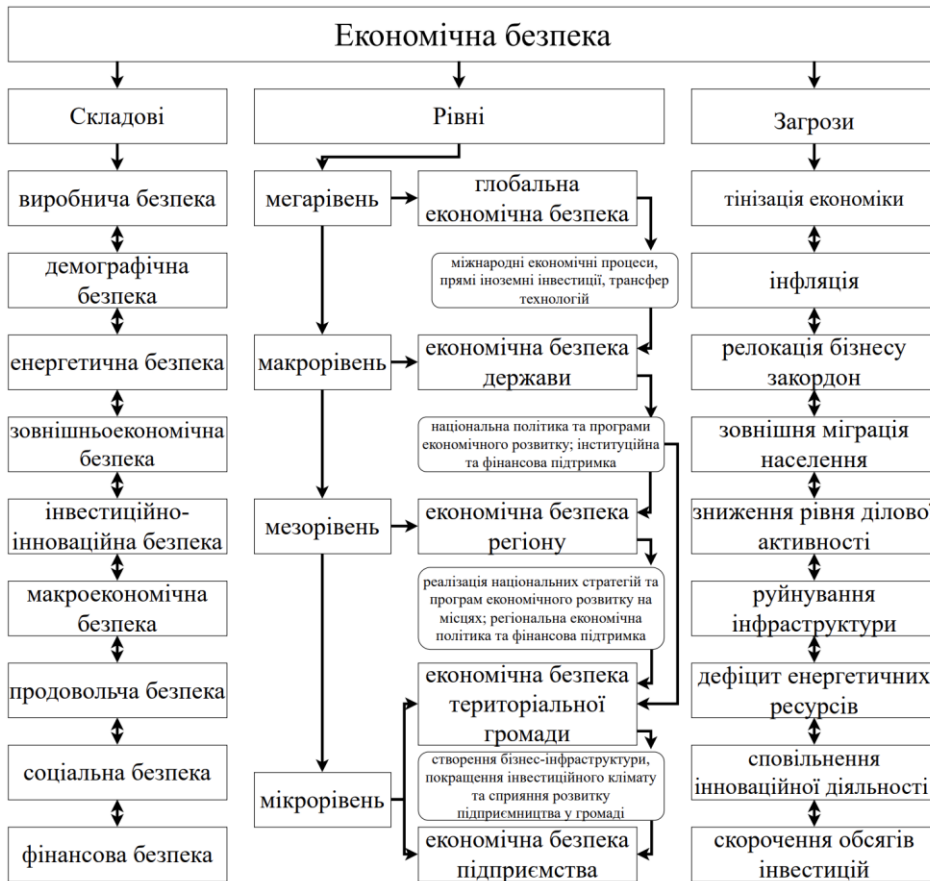 Економічна безпека
Складові
Рівні
Загрози
виробнича безпека
демографічна
безпека
енергетична безпека
зовнішньоекономічна
безпека
інвестиційно-
інноваційна безпека
макроекономічна
безпека
продовольча безпека
соціальна безпека
фінансова безпека
мегарівень
глобальна
економічна безпека
міжнародні економічні процеси,
прямі іноземні інвестиції, трансфер
технологій
макрорівень
економічна безпека
держави
національна політика та програми
економічного розвитку; інституційна
та фінансова підтримка
мезорівень
економічна безпека
регіону
реалізація національних стратегій та
програм економічного розвитку на
місцях; регіональна економічна
політика та фінансова підтримка
економічна безпека
територіальної
громади
мікрорівень
створення бізнес-інфраструктури,
покращення інвестиційного клімату
та сприяння розвитку
підприємництва у громаді
економічна безпека
підприємства
тінізація економіки
інфляція
релокація бізнесу
закордон
зовнішня міграція
населення
зниження рівня ділової
активності
руйнування
інфраструктури
дефіцит енергетичних
ресурсів
сповільнення
інноваційної діяльності
скорочення обсягів
інвестицій